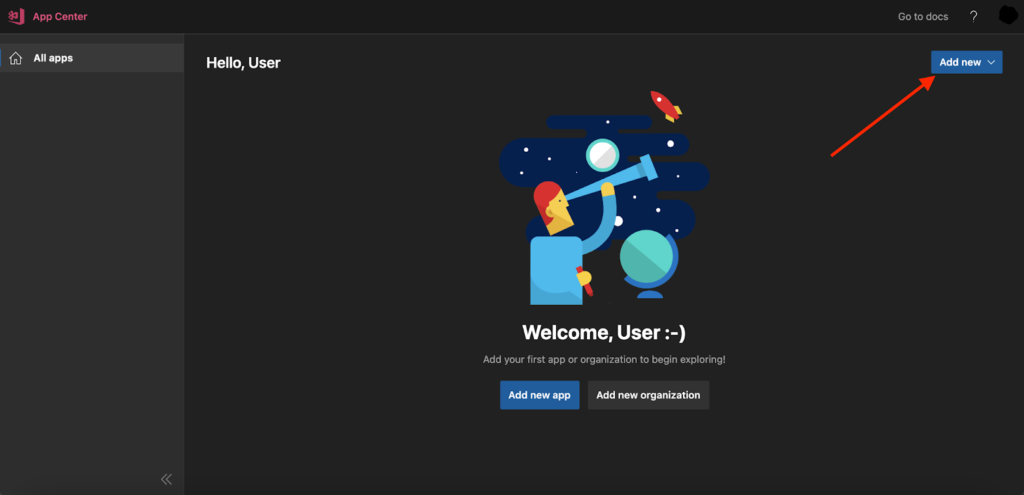 App Center
Go to docs
?
All apps
Hello, User
Add new
Welcome, User :-)
Add your first app or organization to begin exploring!
Add new app
Add new organization